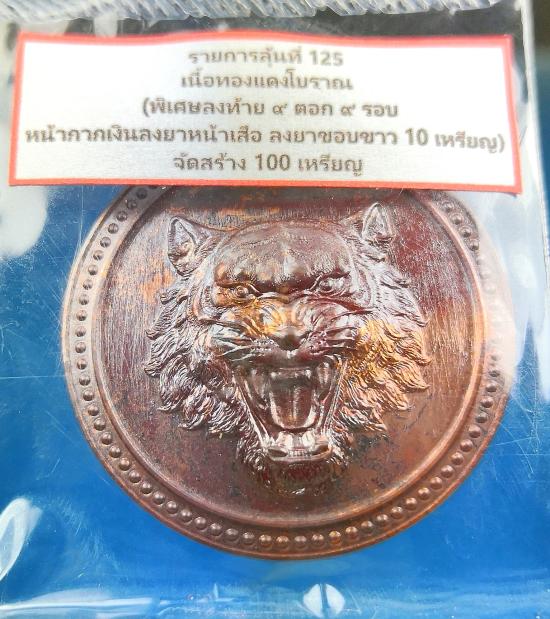 รายการลุ้นที่ 125
เนื้อทองแดงโบราณ
(พิเศษลงท้าย ๙ ตอก ๙ รอบ
หน้ากากเงินลงยาหน้าเสือ ลงยาขอบขาว 10 เหรียญ)
จัดสร้าง 100 เหรียญ